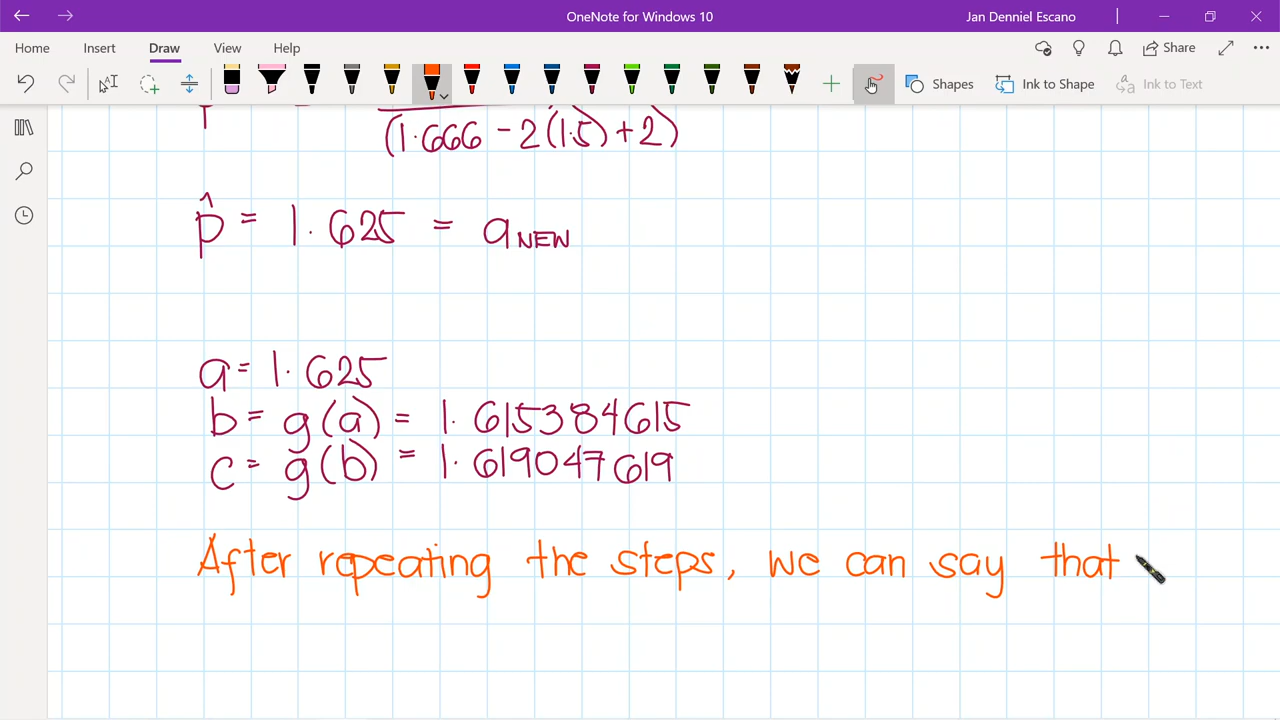 OneNote for Windows 10
Jan Denniel Escano
Home Insert Draw View Help
Share
Shapes Ink to Shape Ink to Text
(1.666 - 2(1.5) + 2)
p̂ = 1.625 = aNEW
a = 1.625
b = g(a) = 1.615384615
c = g(b) = 1.619047619
After repeating the steps, we can say that